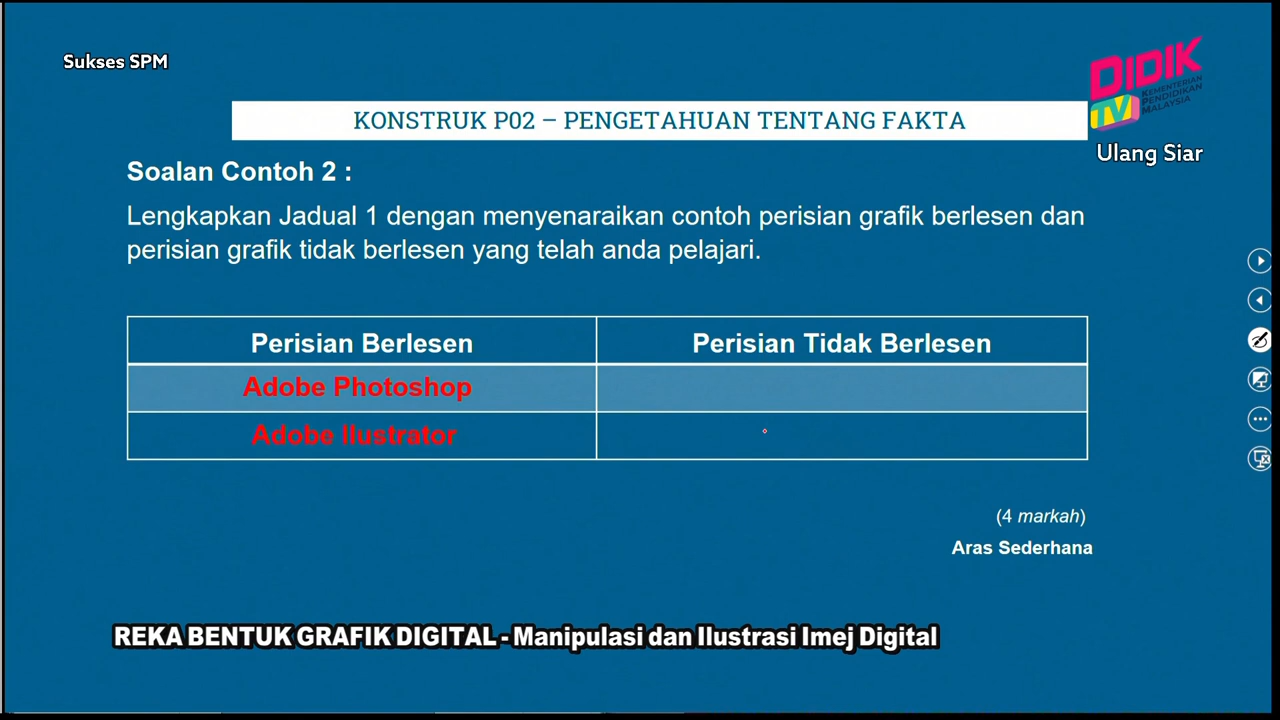 Sukses SPM
DIDIK
TV
KEMENTERIAN
PENDIDIKAN
MALAYSIA
Ulang Siar
KONSTRUK P02 – PENGETAHUAN TENTANG FAKTA
Soalan Contoh 2 :
Lengkapkan Jadual 1 dengan menyenaraikan contoh perisian grafik berlesen dan
perisian grafik tidak berlesen yang telah anda pelajari.
Perisian Berlesen
Perisian Tidak Berlesen
Adobe Photoshop
Adobe Ilustrator
(4 markah)
Aras Sederhana
REKA BENTUK GRAFIK DIGITAL - Manipulasi dan Ilustrasi Imej Digital